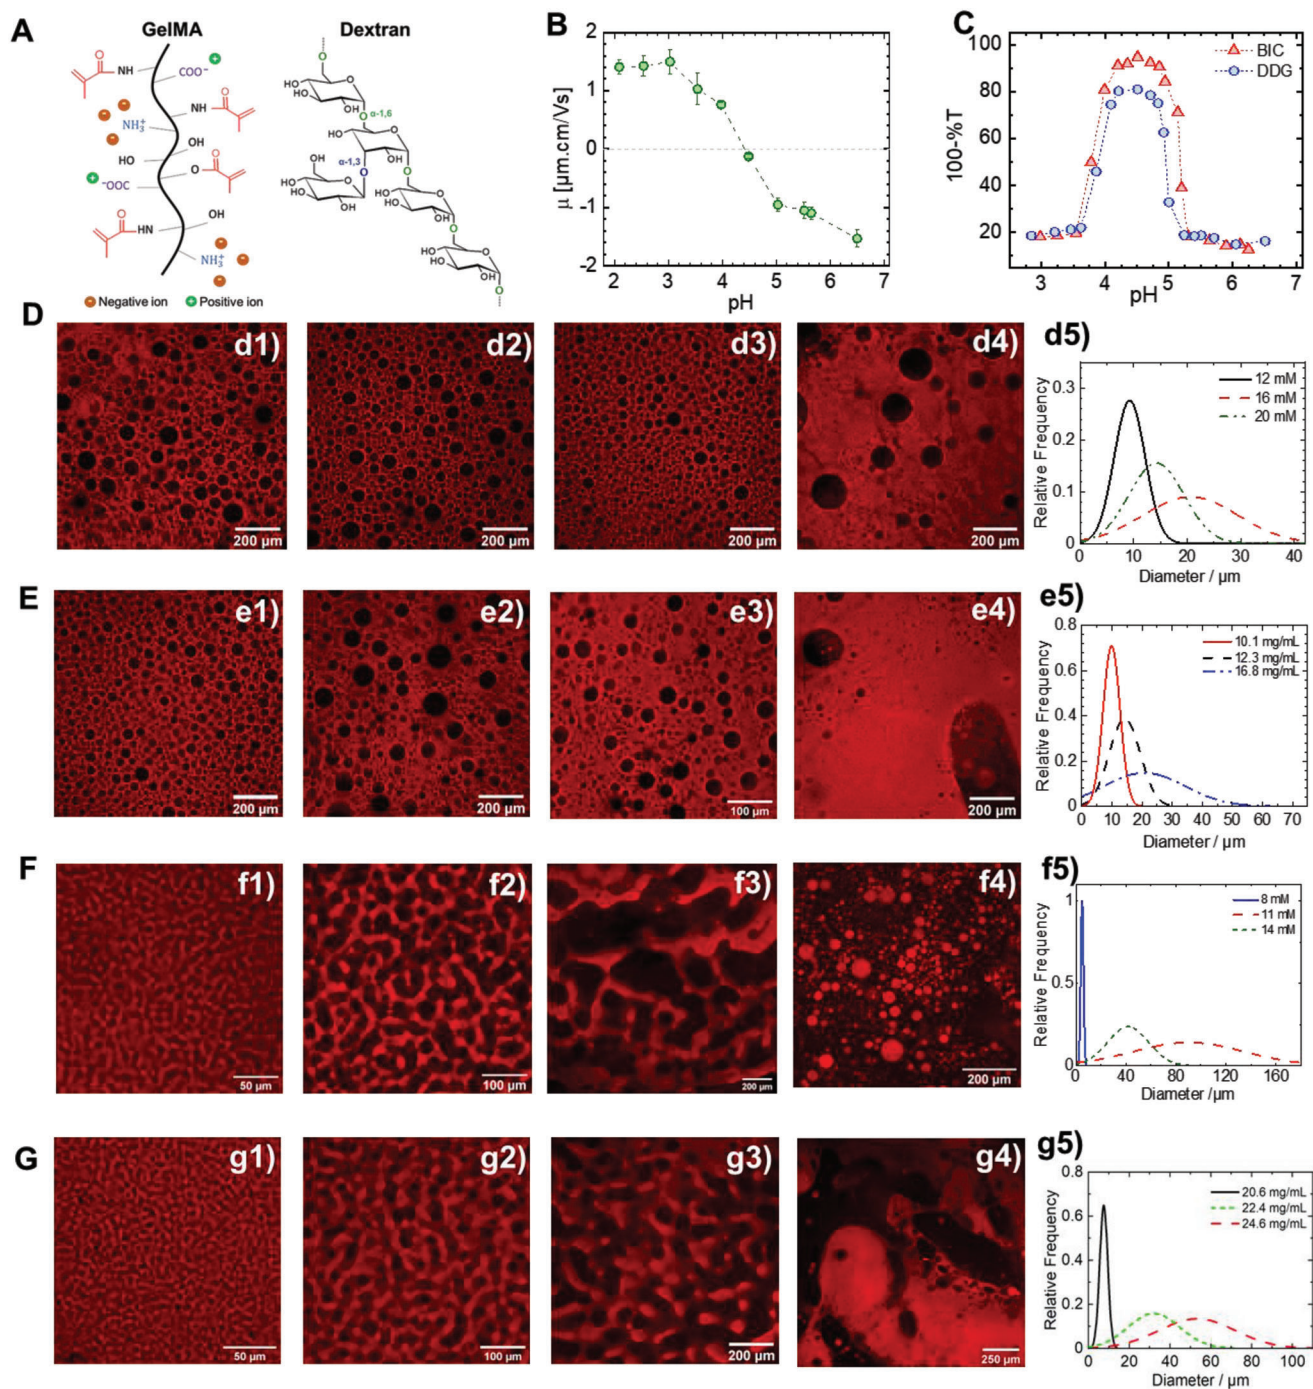 A
GelMA
Dextran
O
NH
COO⁻
NH
O
NH₃⁺
OH
HO
O
O
⁻OOC
O
HN
OH
NH₃⁺
Negative ion
Positive ion
α-1,6
α-1,3
B
µ [µm.cm/Vs]
2
1
0
-1
-2
2 3 4 5 6 7
pH
C
100-%T
100
80
60
40
20
BIC
DDG
3 4 5 6 7
pH
D
d1)
200 µm
d2)
200 µm
d3)
200 µm
d4)
200 µm
d5)
Relative Frequency
0.3
0.2
0.1
0
12 mM
16 mM
20 mM
0 10 20 30 40
Diameter / µm
E
e1)
200 µm
e2)
200 µm
e3)
100 µm
e4)
200 µm
e5)
Relative Frequency
0.8
0.6
0.4
0.2
0
10.1 mg/mL
12.3 mg/mL
16.8 mg/mL
0 10 20 30 40 50 60 70
Diameter / µm
F
f1)
50 µm
f2)
100 µm
f3)
200 µm
f4)
200 µm
f5)
Relative Frequency
1
0.5
0
8 mM
11 mM
14 mM
0 40 80 120 160
Diameter /µm
G
g1)
50 µm
g2)
100 µm
g3)
200 µm
g4)
250 µm
g5)
Relative Frequency
0.8
0.6
0.4
0.2
0
20.6 mg/mL
22.4 mg/mL
24.6 mg/mL
0 20 40 60 80 100
Diameter / µm